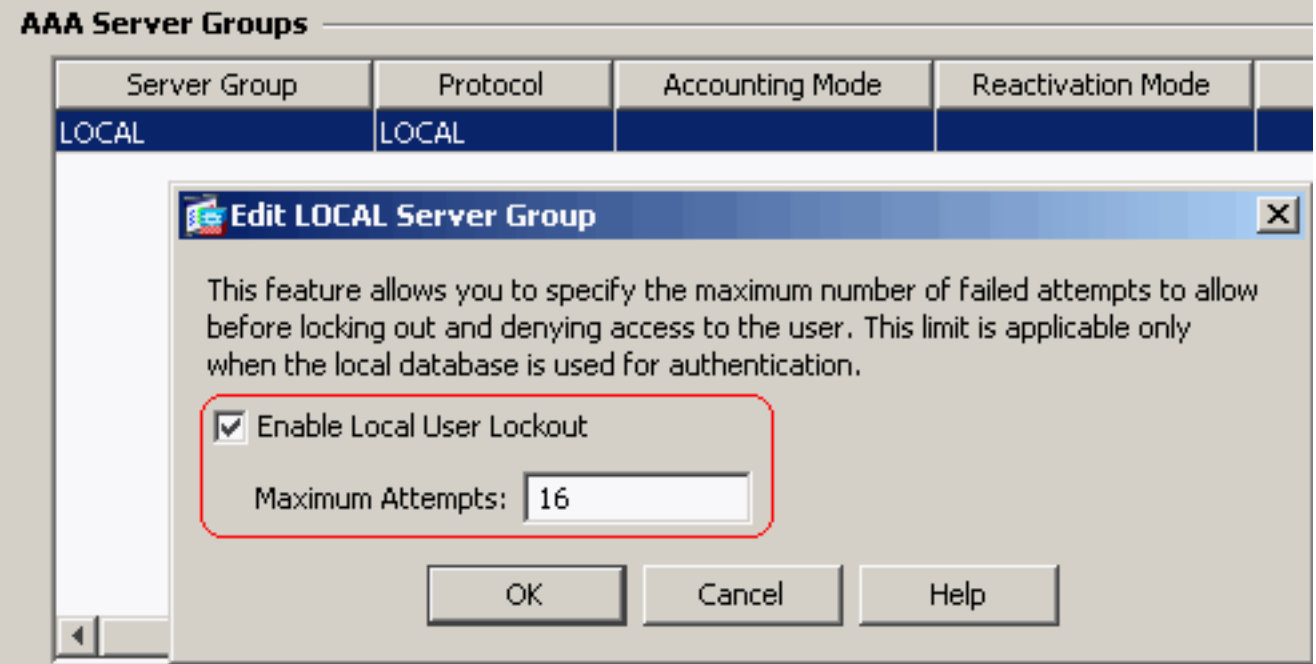 AAA Server Groups
Server Group Protocol Accounting Mode Reactivation Mode
LOCAL LOCAL
Edit LOCAL Server Group
This feature allows you to specify the maximum number of failed attempts to allow
before locking out and denying access to the user. This limit is applicable only
when the local database is used for authentication.
Enable Local User Lockout
Maximum Attempts: 16
OK Cancel Help